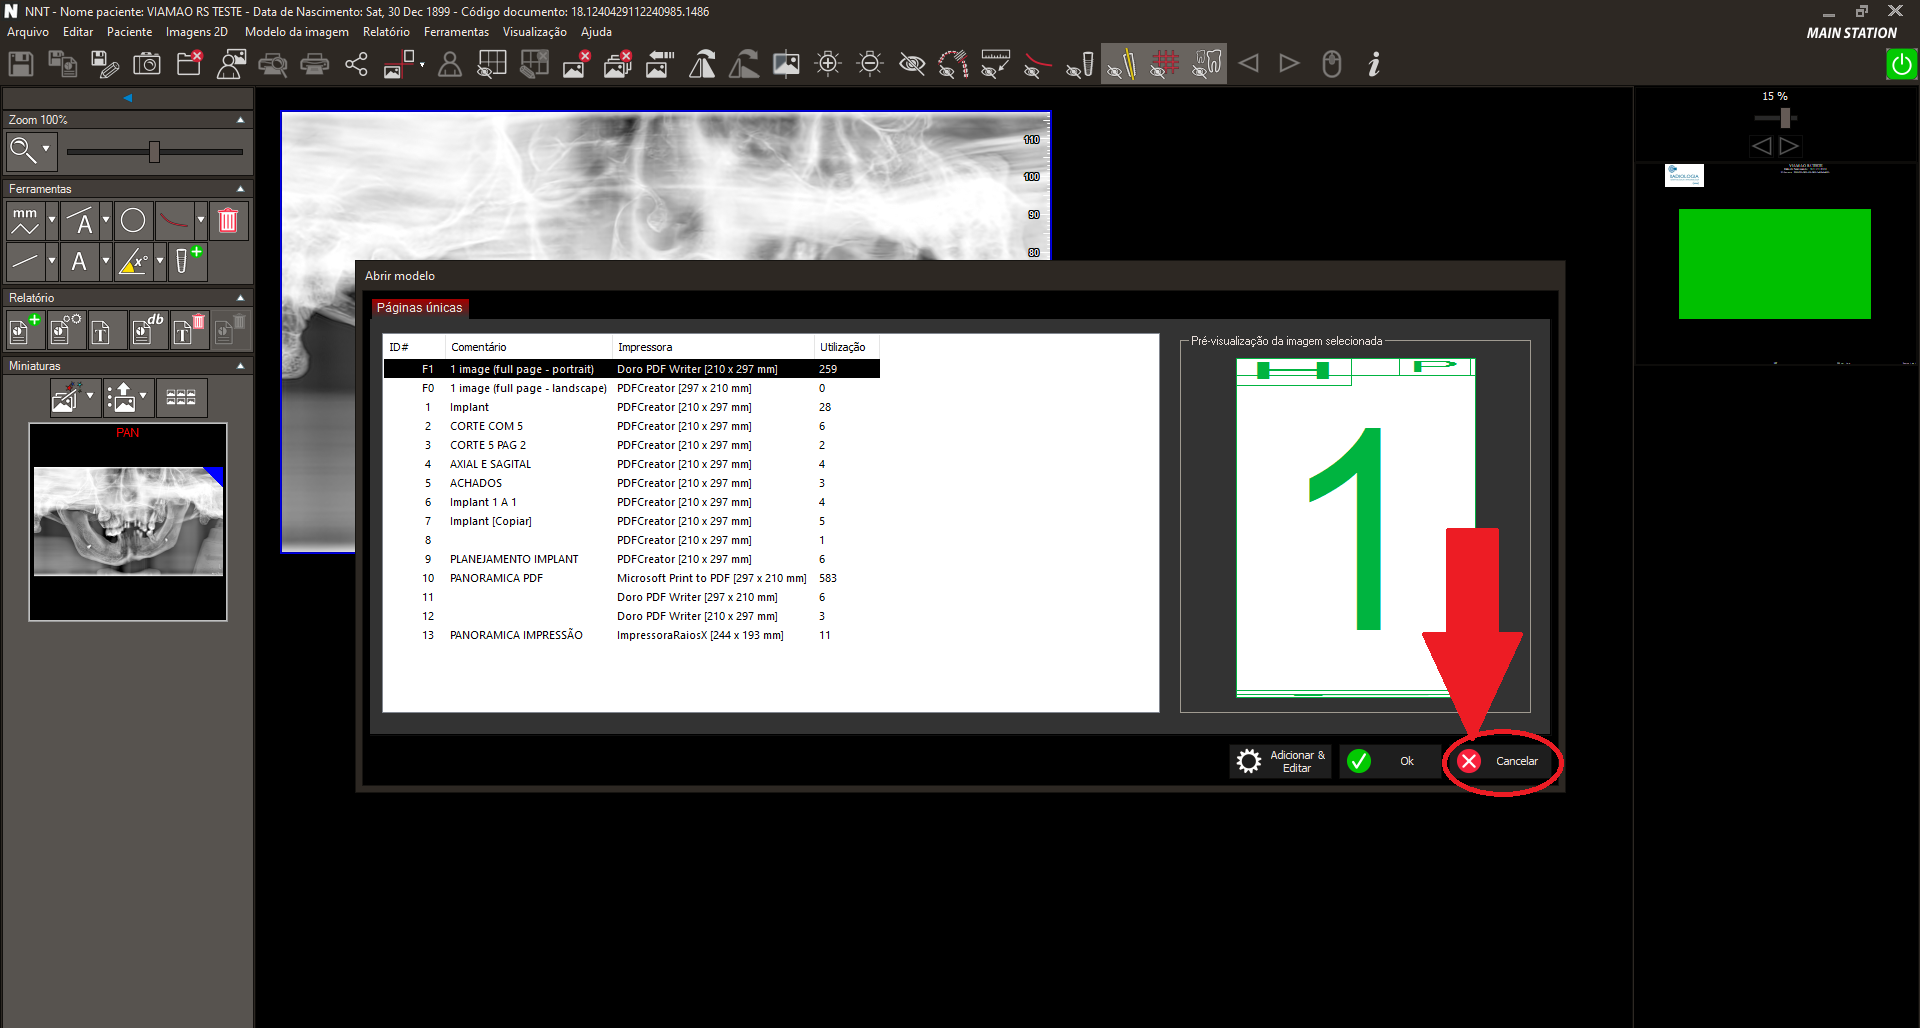 NNT - Nome paciente: VIAMAO RS TESTE - Data de Nascimento: Sat, 30 Dec 1899 - Código documento: 18.1240429112240985.1486
Arquivo Editar Paciente Imagens 2D Modelo da imagem Relatório Ferramentas Visualização Ajuda
MAIN STATION
Zoom 100%
Ferramentas
mm A
A x°
Relatório
T db T
Miniaturas
PAN
110
100
90
80
15 %
RADIOLOGIA
VIAMAO RS TESTE
Abrir modelo
Páginas únicas
ID# Comentário Impressora Utilização
F1 1 image (full page - portrait) Doro PDF Writer [210 x 297 mm] 259
F0 1 image (full page - landscape) PDFCreator [297 x 210 mm] 0
1 Implant PDFCreator [210 x 297 mm] 28
2 CORTE COM 5 PDFCreator [210 x 297 mm] 6
3 CORTE 5 PAG 2 PDFCreator [210 x 297 mm] 2
4 AXIAL E SAGITAL PDFCreator [210 x 297 mm] 4
5 ACHADOS PDFCreator [210 x 297 mm] 3
6 Implant 1 A 1 PDFCreator [210 x 297 mm] 4
7 Implant [Copiar] PDFCreator [210 x 297 mm] 5
8 PDFCreator [210 x 297 mm] 1
9 PLANEJAMENTO IMPLANT PDFCreator [210 x 297 mm] 6
10 PANORAMICA PDF Microsoft Print to PDF [297 x 210 mm] 583
11 Doro PDF Writer [297 x 210 mm] 6
12 Doro PDF Writer [210 x 297 mm] 3
13 PANORAMICA IMPRESSÃO ImpressoraRaiosX [244 x 193 mm] 11
Pré-visualização da imagem selecionada
H P
1
Adicionar &
Editar
Ok
Cancelar